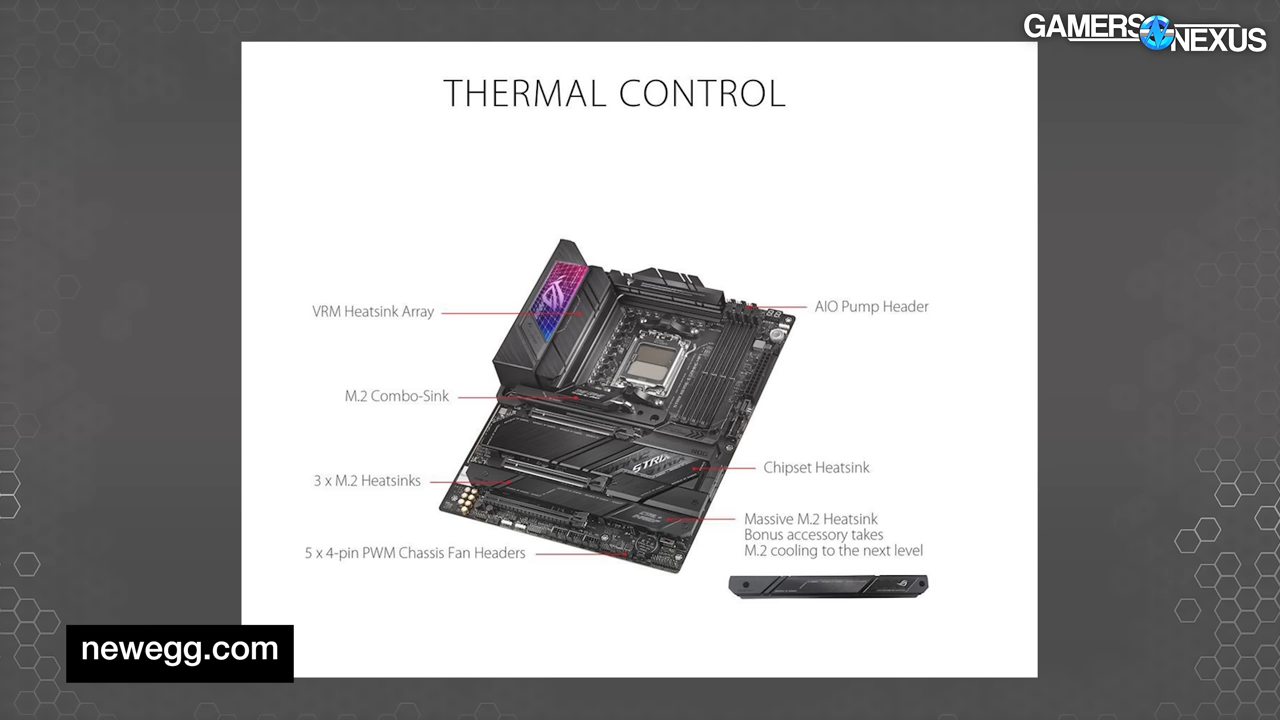 GAMERS NEXUS
THERMAL CONTROL
VRM Heatsink Array
AIO Pump Header
M.2 Combo-Sink
STRIX
Chipset Heatsink
3 x M.2 Heatsinks
Massive M.2 Heatsink
Bonus accessory takes
M.2 cooling to the next level
5 x 4-pin PWM Chassis Fan Headers
newegg.com